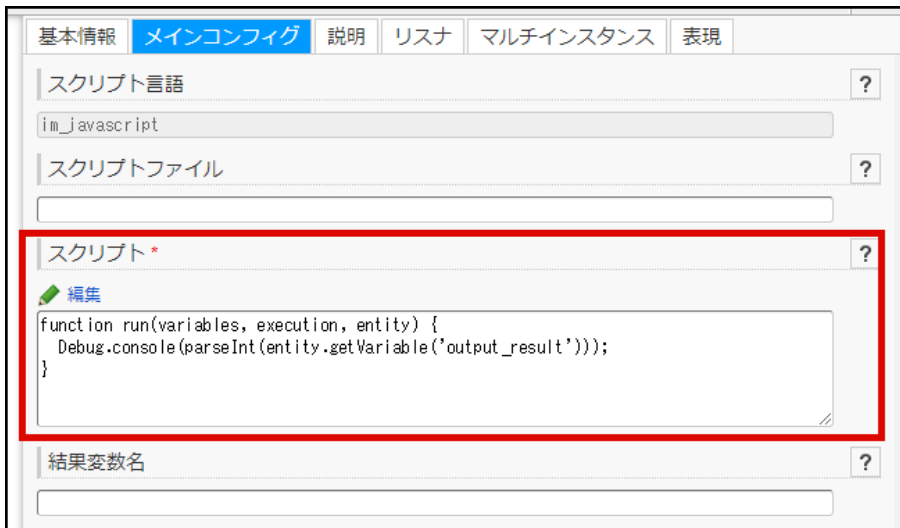 基本情報 メインコンフィグ 説明 リスナ マルチインスタンス 表現
スクリプト言語 ?
im_javascript
スクリプトファイル ?
スクリプト * ?
編集
function run(variables, execution, entity) {
  Debug.console(parseInt(entity.getVariable('output_result')));
}
結果変数名 ?